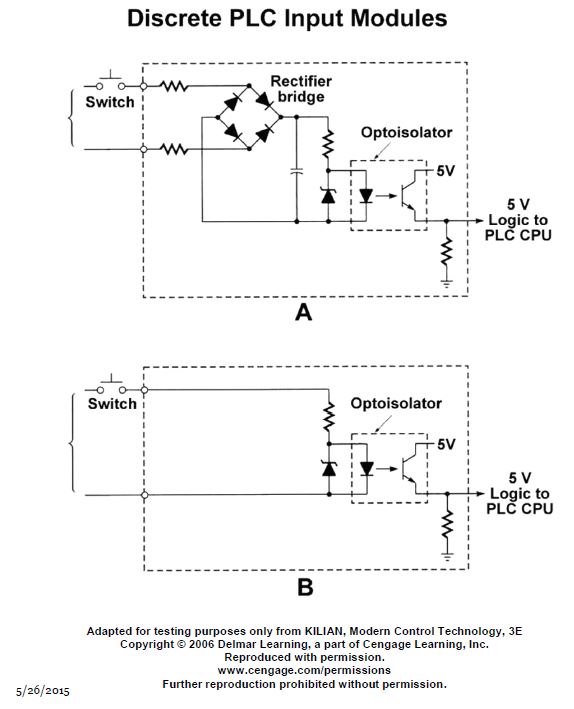 Discrete PLC Input Modules
Switch
Rectifier
bridge
Optoisolator
5V
5 V
Logic to
PLC CPU
A
Switch
Optoisolator
5V
5 V
Logic to
PLC CPU
B
Adapted for testing purposes only from KILIAN, Modern Control Technology, 3E
Copyright © 2006 Delmar Learning, a part of Cengage Learning, Inc.
Reproduced with permission.
www.cengage.com/permissions
Further reproduction prohibited without permission.
5/26/2015